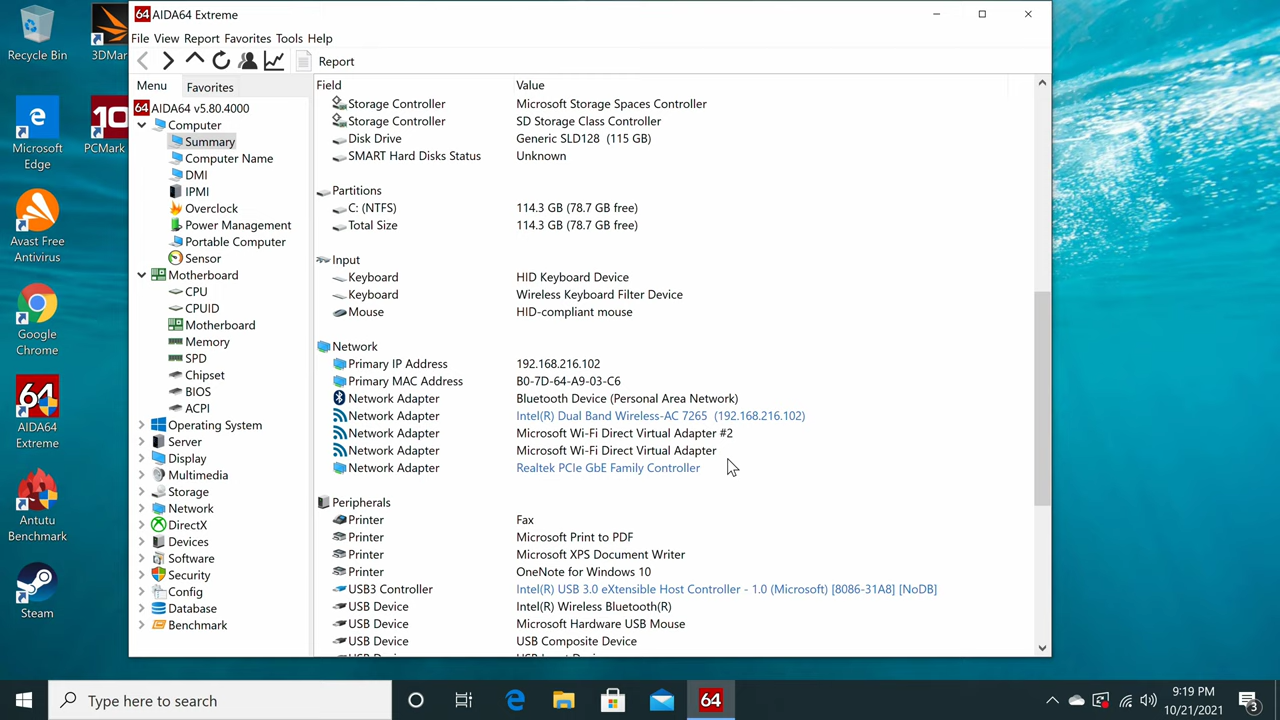 AIDA64 Extreme
File View Report Favorites Tools Help
Report
Menu Favorites
Field Value
AIDA64 v5.80.4000
Computer
Summary
Computer Name
DMI
IPMI
Overclock
Power Management
Portable Computer
Sensor
Motherboard
CPU
CPUID
Motherboard
Memory
SPD
Chipset
BIOS
ACPI
Operating System
Server
Display
Multimedia
Storage
Network
DirectX
Devices
Software
Security
Config
Database
Benchmark
Storage Controller Microsoft Storage Spaces Controller
Storage Controller SD Storage Class Controller
Disk Drive Generic SLD128 (115 GB)
SMART Hard Disks Status Unknown
Partitions
C: (NTFS) 114.3 GB (78.7 GB free)
Total Size 114.3 GB (78.7 GB free)
Input
Keyboard HID Keyboard Device
Keyboard Wireless Keyboard Filter Device
Mouse HID-compliant mouse
Network
Primary IP Address 192.168.216.102
Primary MAC Address B0-7D-64-A9-03-C6
Network Adapter Bluetooth Device (Personal Area Network)
Network Adapter Intel(R) Dual Band Wireless-AC 7265 (192.168.216.102)
Network Adapter Microsoft Wi-Fi Direct Virtual Adapter #2
Network Adapter Microsoft Wi-Fi Direct Virtual Adapter
Network Adapter Realtek PCIe GbE Family Controller
Peripherals
Printer Fax
Printer Microsoft Print to PDF
Printer Microsoft XPS Document Writer
Printer OneNote for Windows 10
USB3 Controller Intel(R) USB 3.0 eXtensible Host Controller - 1.0 (Microsoft) [8086-31A8] [NoDB]
USB Device Intel(R) Wireless Bluetooth(R)
USB Device Microsoft Hardware USB Mouse
USB Device USB Composite Device
Recycle Bin
3DMar
Microsoft
Edge
10
PCMark
Avast Free
Antivirus
Google
Chrome
64
AIDA64
Extreme
Antutu
Benchmark
Steam
Type here to search
64
9:19 PM
10/21/2021
3